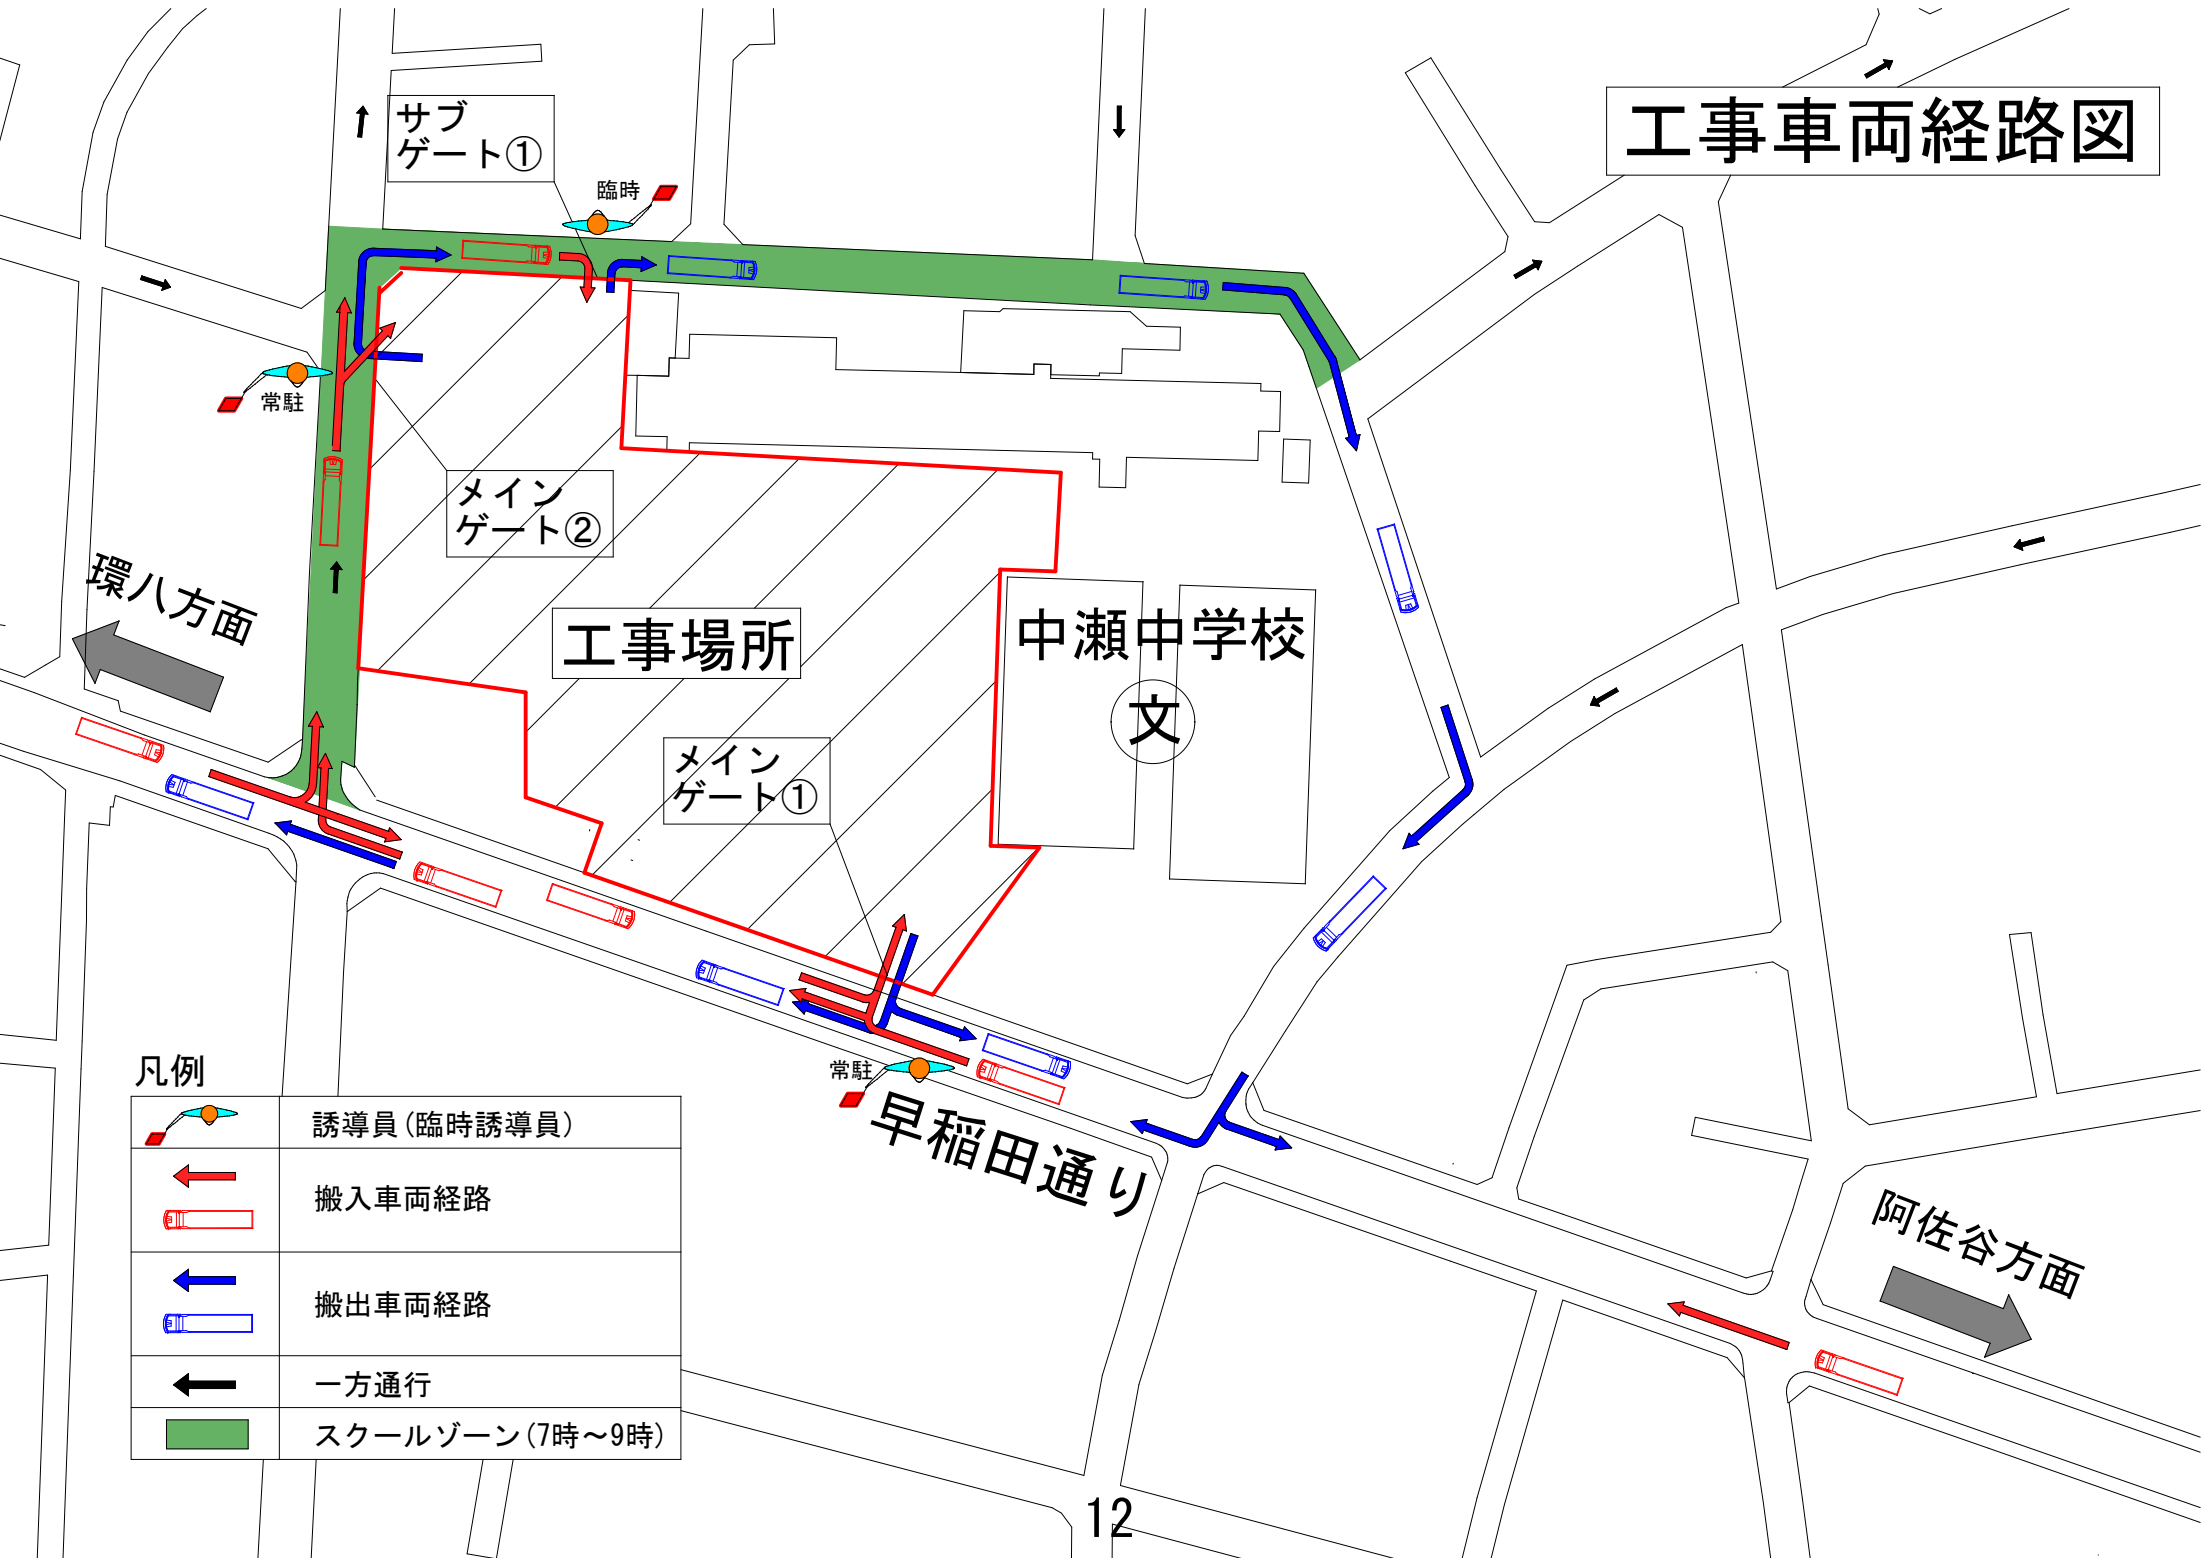 工事車両経路図
サブ
ゲート①
臨時
常駐
メイン
ゲート②
環八方面
工事場所
中瀬中学校
文
メイン
ゲート①
常駐
早稲田通り
阿佐谷方面
凡例
誘導員(臨時誘導員)
搬入車両経路
搬出車両経路
一方通行
スクールゾーン(7時～9時)
12